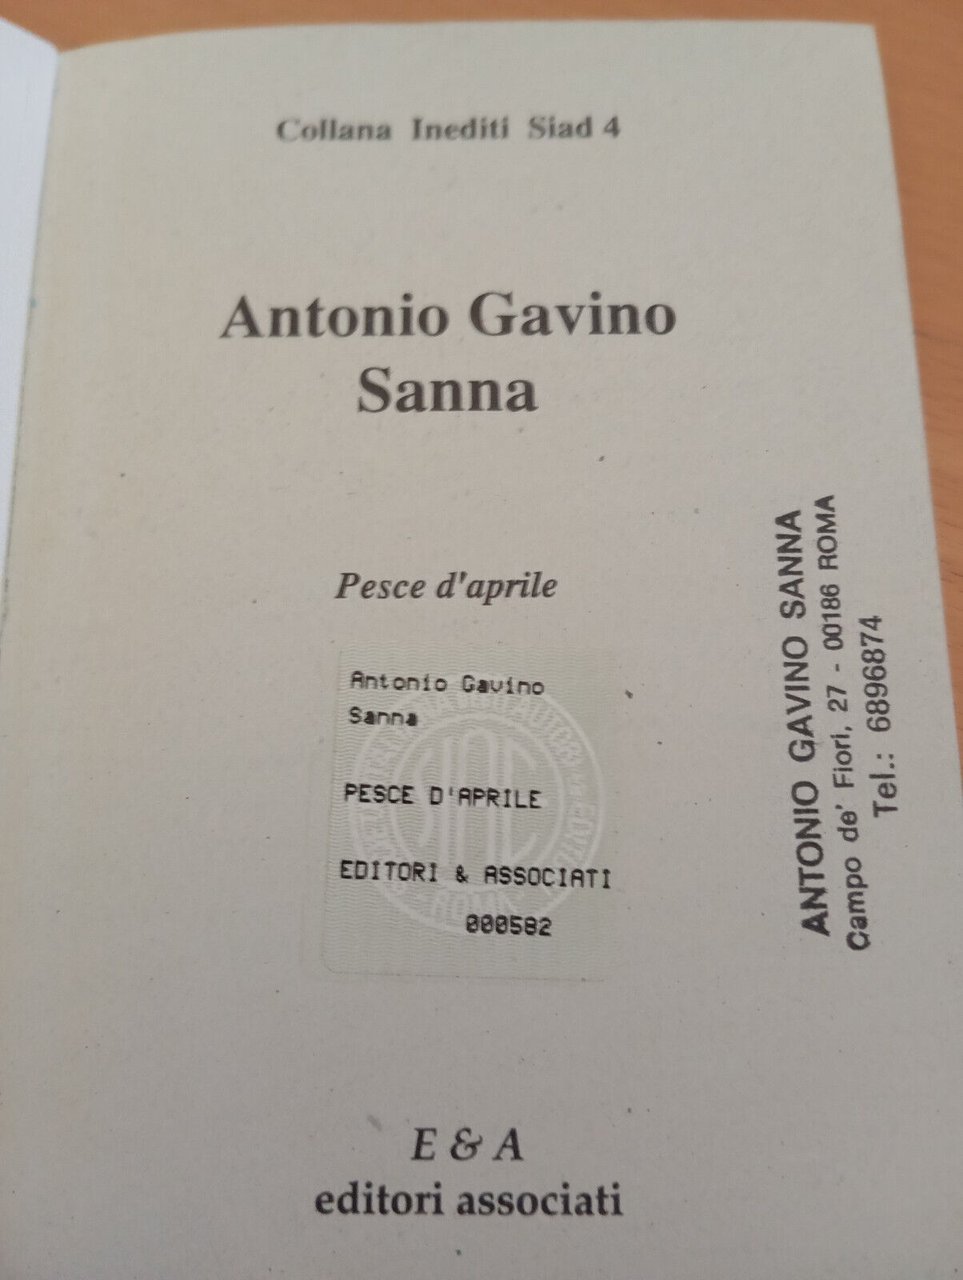 Collana Inediti Siad 4
Antonio Gavino
Sanna
Pesce d'aprile
Antonio Gavino
Sanna
PESCE D'APRILE
EDITORI & ASSOCIATI
000582
E & A
editori associati
ANTONIO GAVINO SANNA
Campo de' Fiori, 27 - 00186 ROMA
Tel.: 6896874